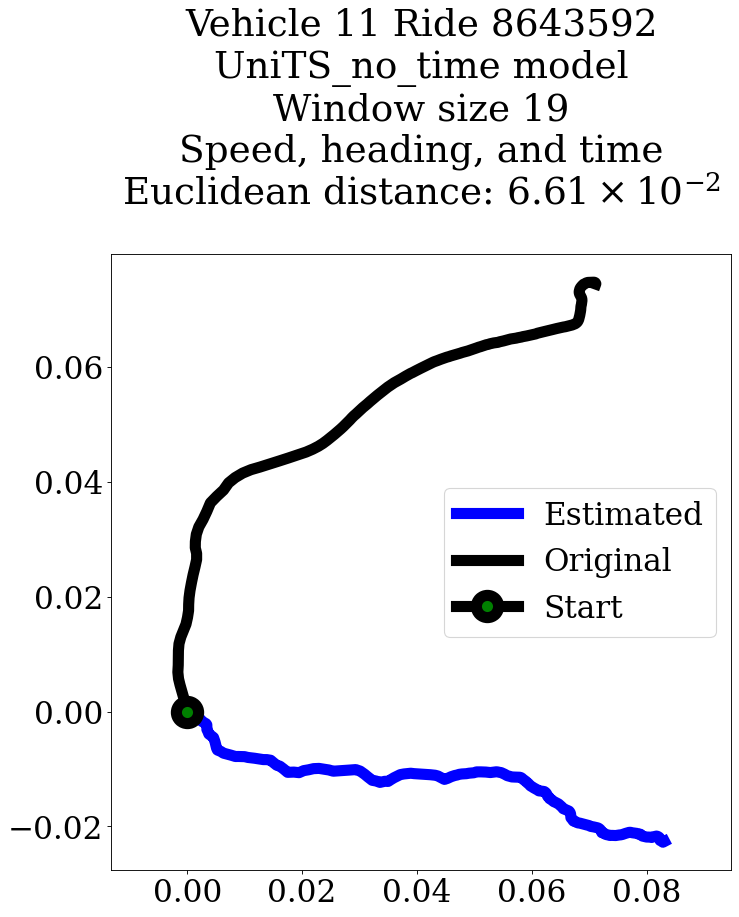 Vehicle 11 Ride 8643592
UniTS_no_time model
Window size 19
Speed, heading, and time
Euclidean distance: 6.61 × 10⁻²
0.06
0.04
0.02
0.00
−0.02
Estimated
Original
Start
0.00 0.02 0.04 0.06 0.08